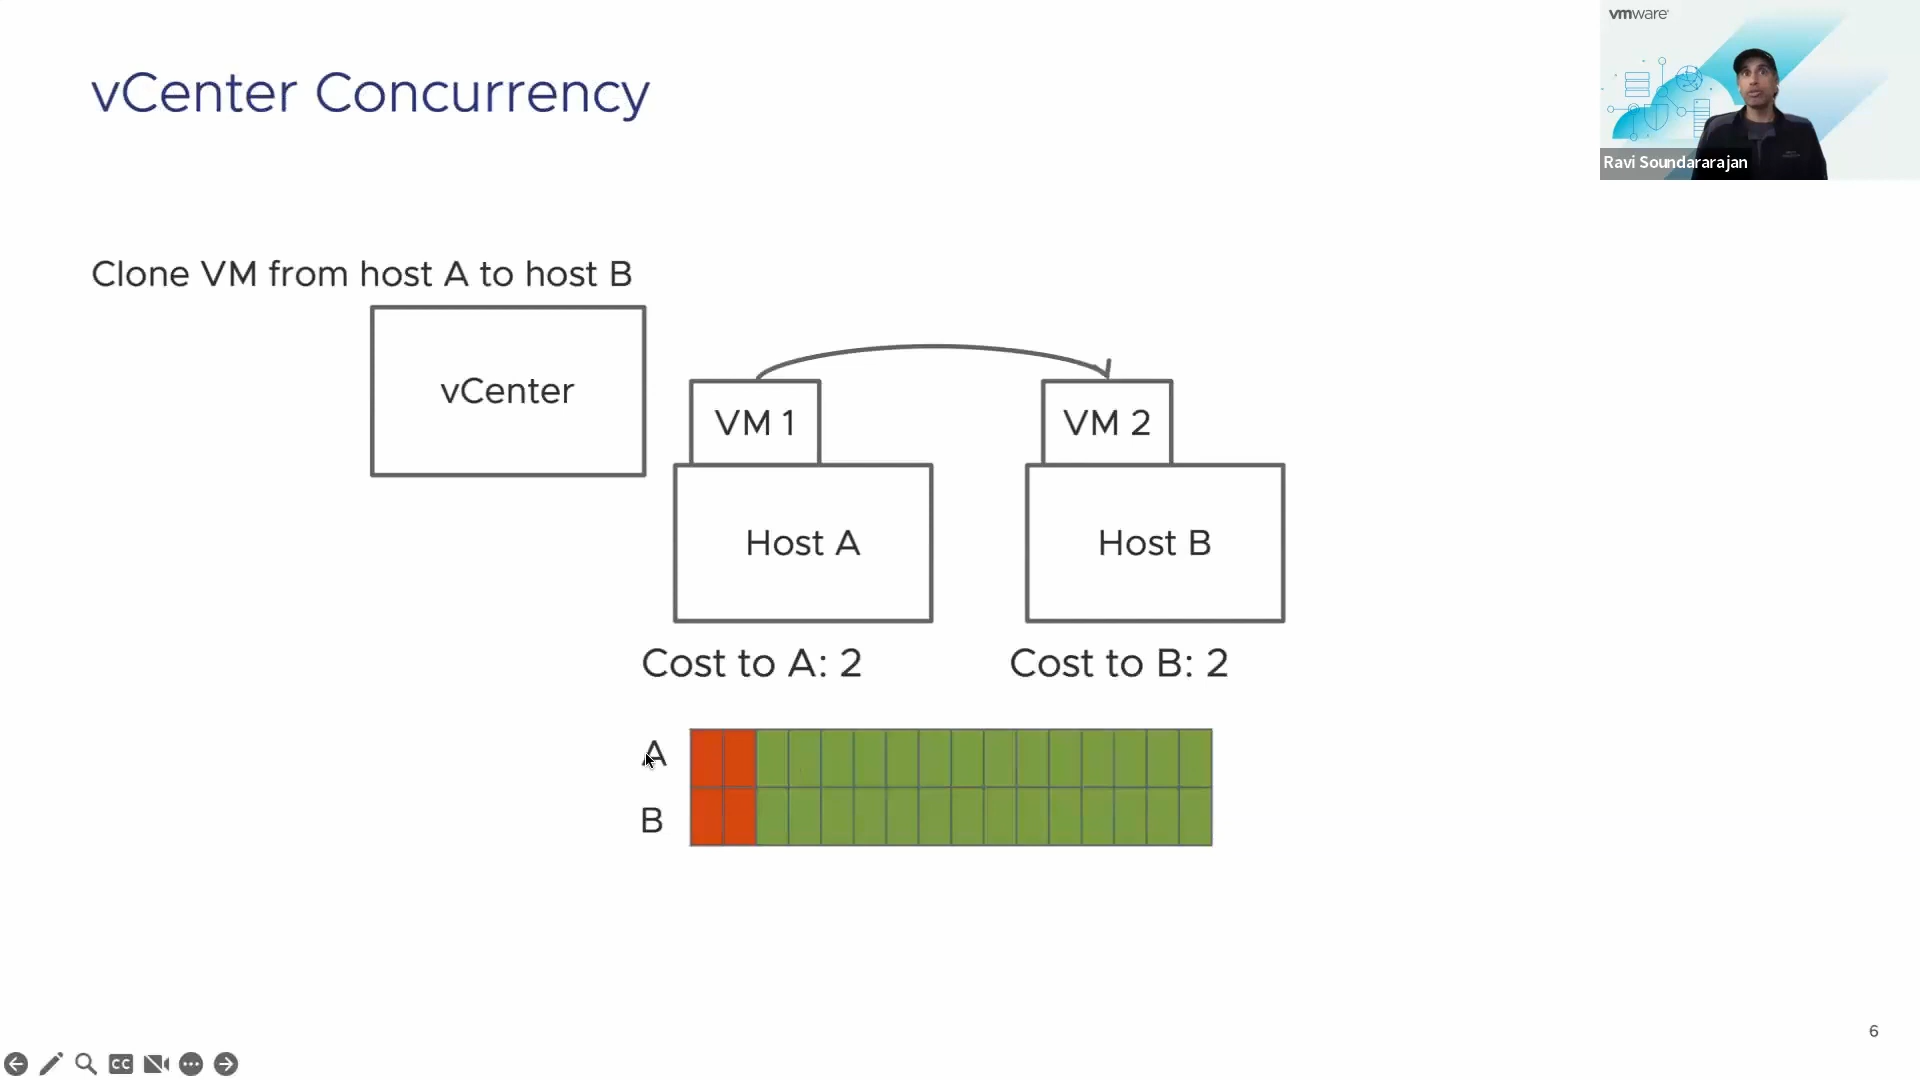 vCenter Concurrency
vmware®
Ravi Soundararajan
Clone VM from host A to host B
vCenter
VM 1
VM 2
Host A
Host B
Cost to A: 2
Cost to B: 2
A
B
6
CC